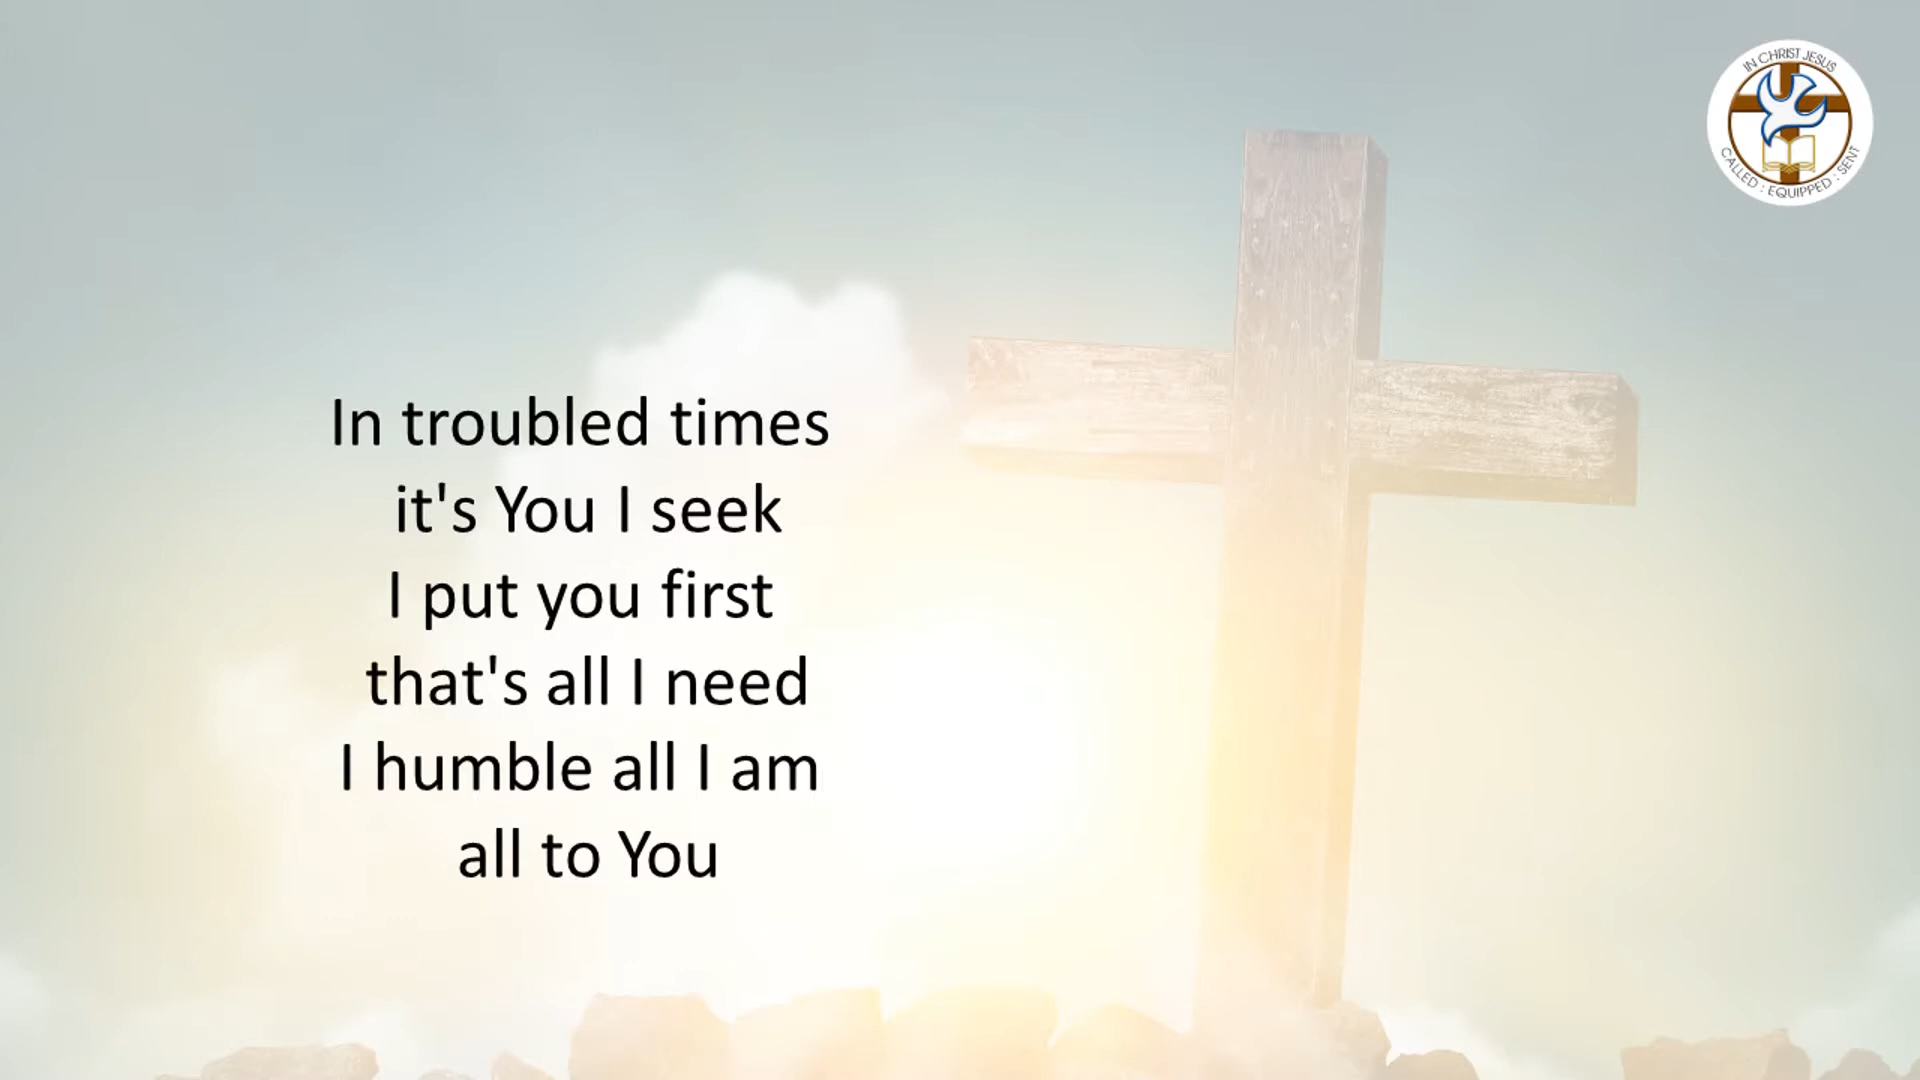 IN CHRIST JESUS
CALLED : EQUIPPED : SENT
In troubled times
it's You I seek
I put you first
that's all I need
I humble all I am
all to You